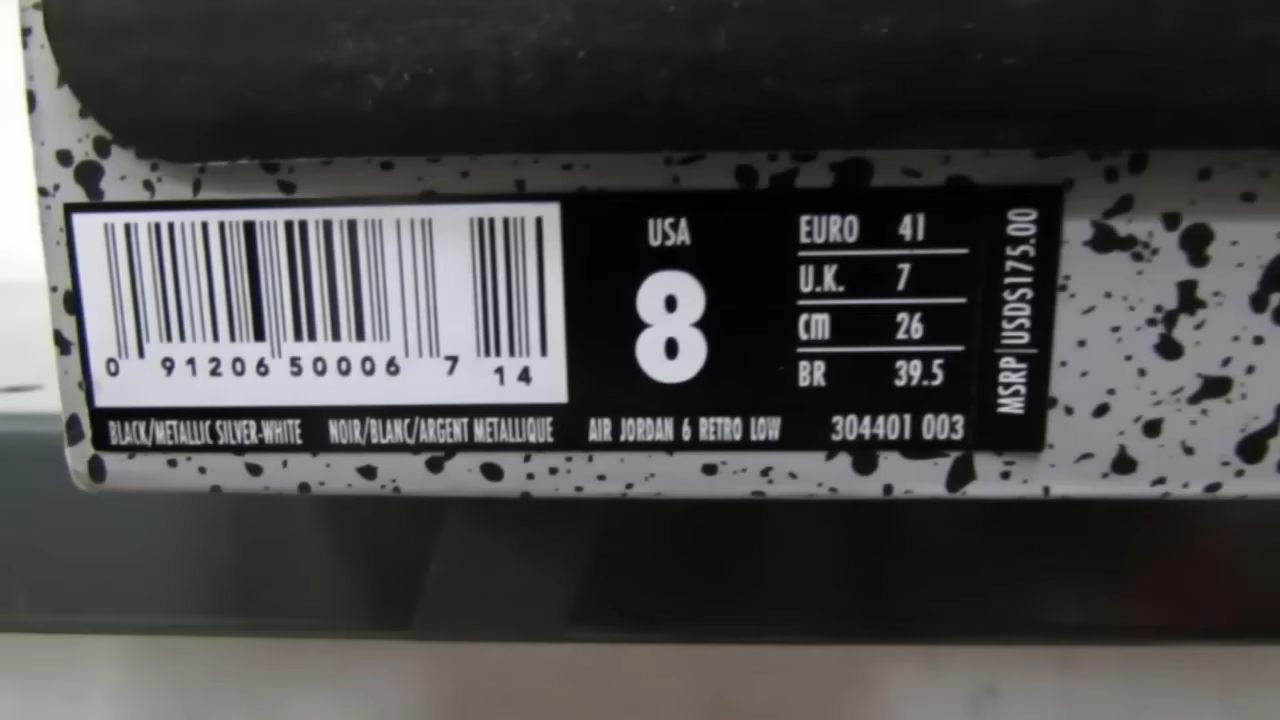 0 91206 50006 7 14
USA
8
EURO 41
U.K. 7
cm 26
BR 39.5
MSRP USD$175.00
BLACK/METALLIC SILVER-WHITE NOIR/BLANC/ARGENT METALLIQUE AIR JORDAN 6 RETRO LOW 304401 003